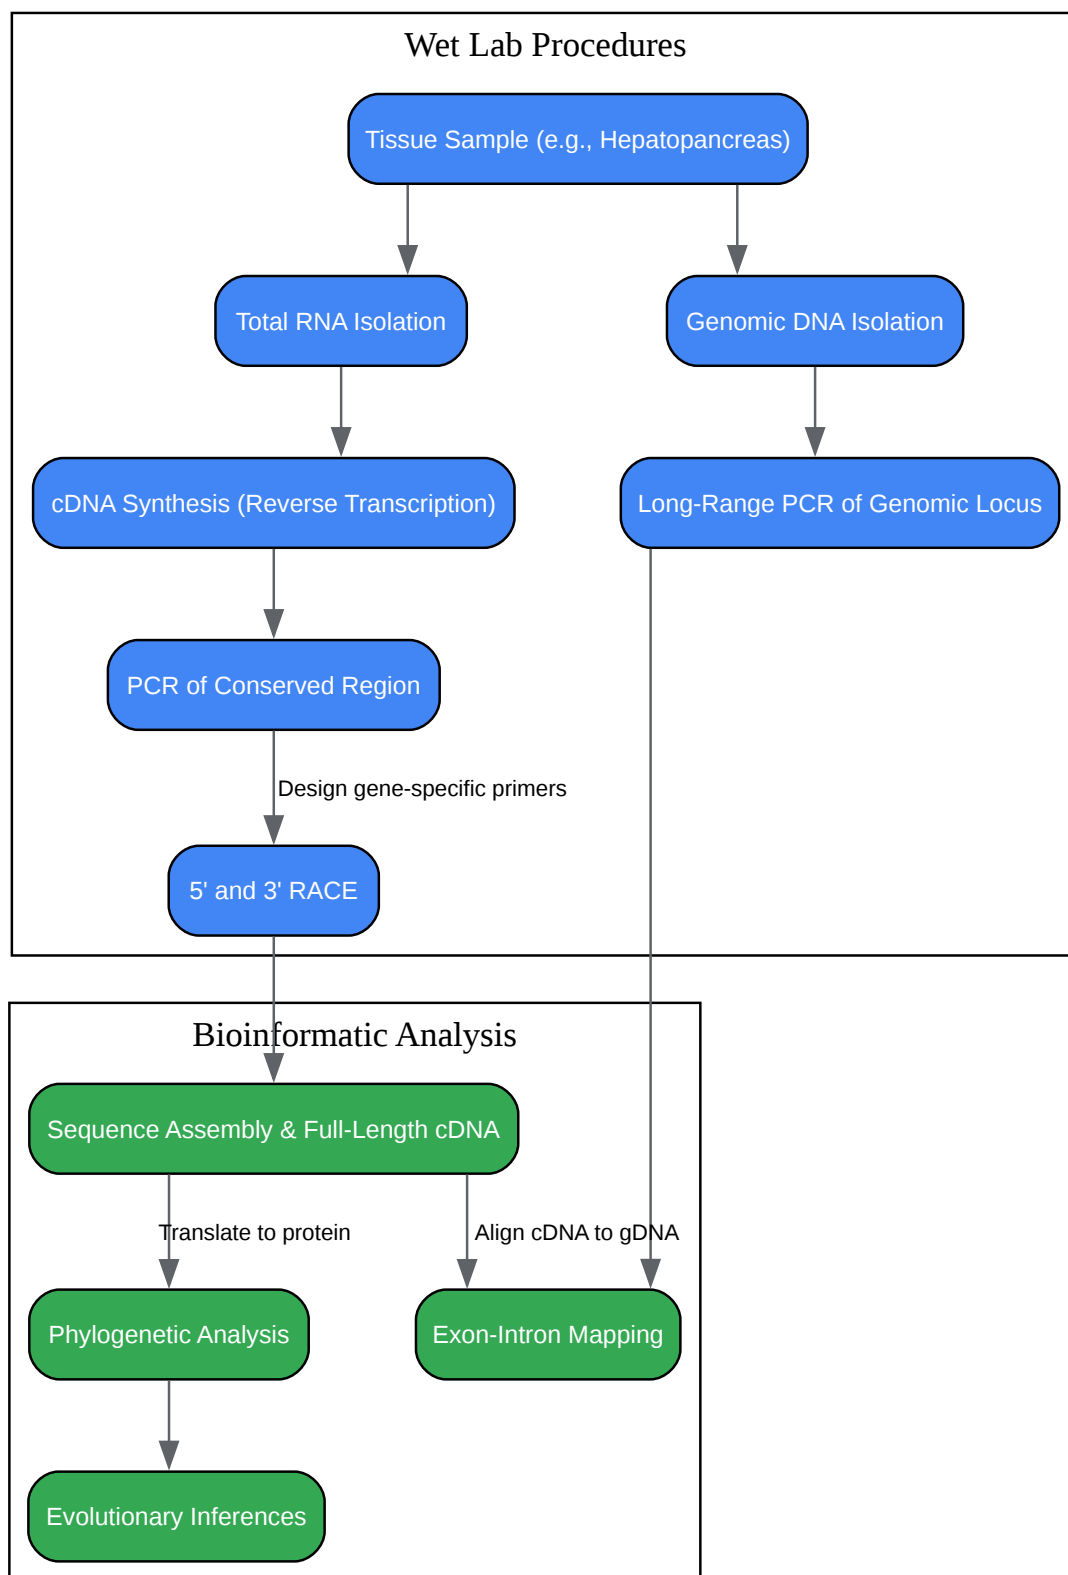 Wet Lab Procedures
Tissue Sample (e.g., Hepatopancreas)
Total RNA Isolation
Genomic DNA Isolation
cDNA Synthesis (Reverse Transcription)
Long-Range PCR of Genomic Locus
PCR of Conserved Region
Design gene-specific primers
5' and 3' RACE
Bioinformatic Analysis
Sequence Assembly & Full-Length cDNA
Translate to protein
Align cDNA to gDNA
Phylogenetic Analysis
Exon-Intron Mapping
Evolutionary Inferences